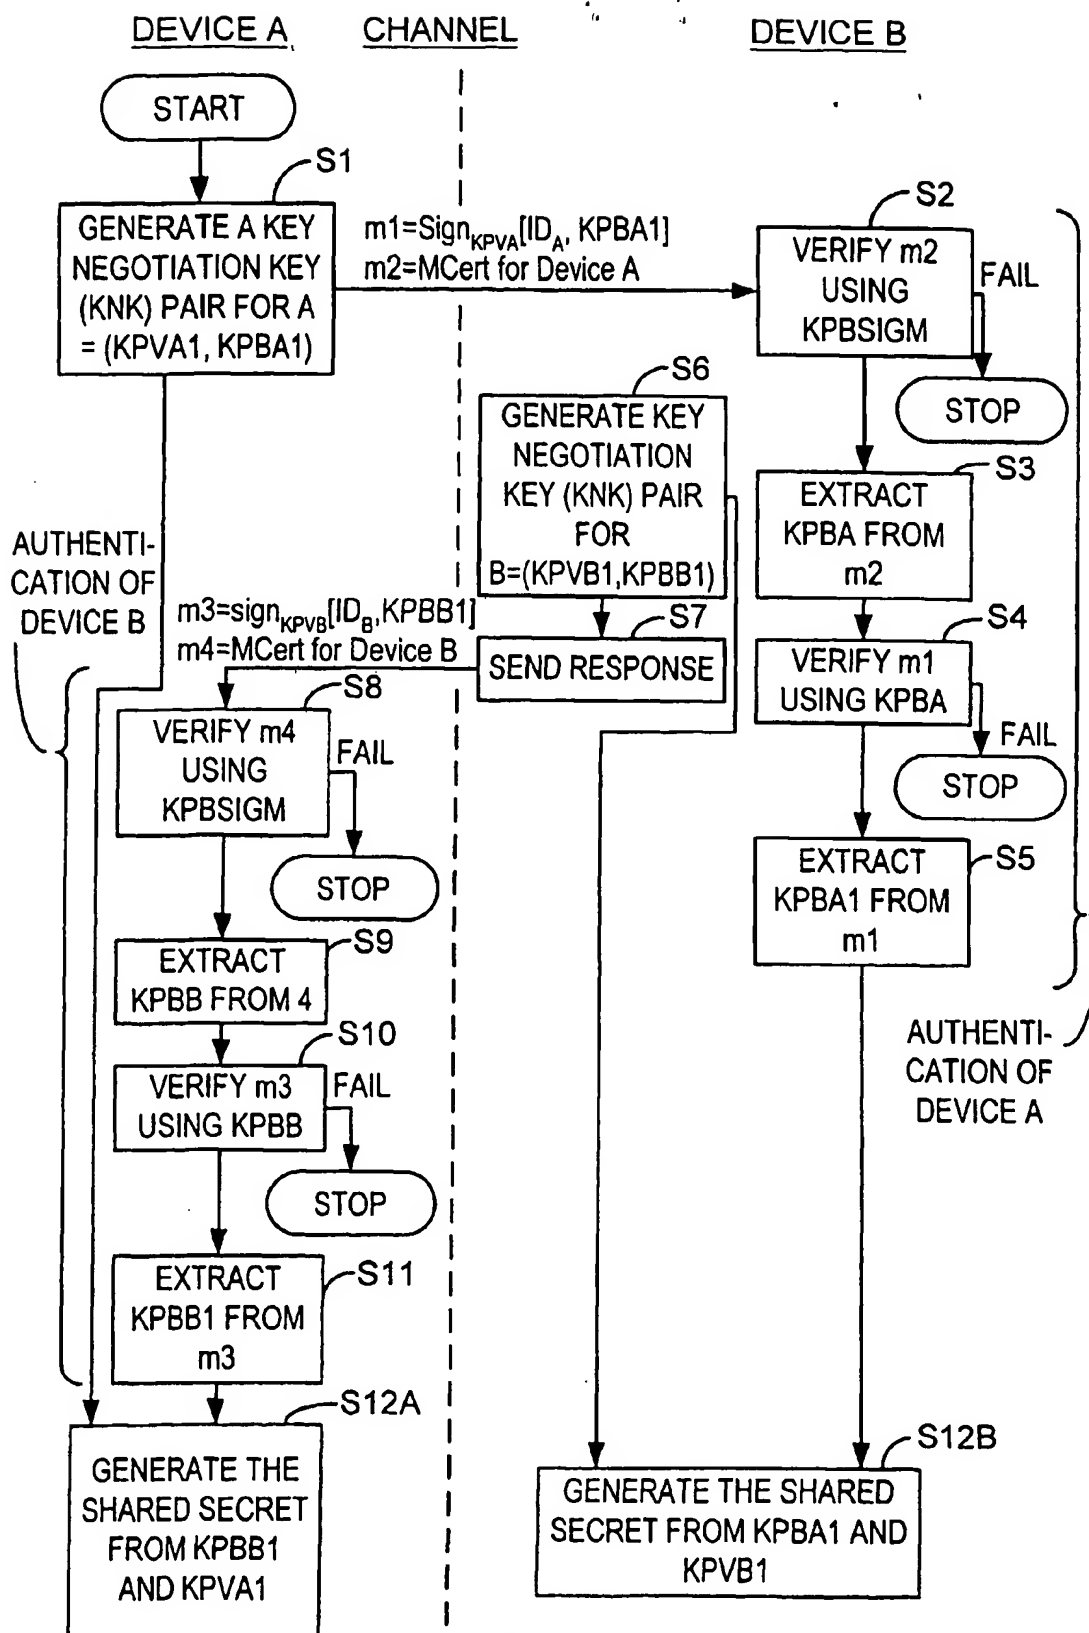 DEVICE A
CHANNEL
DEVICE B
START
S1
GENERATE A KEY
NEGOTIATION KEY
(KNK) PAIR FOR A
= (KPVA1, KPBA1)
m1=Sign_KPVA[ID_A, KPBA1]
m2=MCert for Device A
S2
VERIFY m2
USING
KPBSIGM
FAIL
STOP
S6
GENERATE KEY
NEGOTIATION
KEY (KNK) PAIR
FOR
B=(KPVB1,KPBB1)
S3
EXTRACT
KPBA FROM
m2
AUTHENTI-
CATION OF
DEVICE B
m3=sign_KPVB[ID_B,KPBB1]
m4=MCert for Device B
S7
SEND RESPONSE
S4
VERIFY m1
USING KPBA
FAIL
STOP
S8
VERIFY m4
USING
KPBSIGM
FAIL
STOP
S5
EXTRACT
KPBA1 FROM
m1
S9
EXTRACT
KPBB FROM 4
S10
VERIFY m3
USING KPBB
FAIL
STOP
AUTHENTI-
CATION OF
DEVICE A
S11
EXTRACT
KPBB1 FROM
m3
S12A
GENERATE THE
SHARED SECRET
FROM KPBB1
AND KPVA1
S12B
GENERATE THE SHARED
SECRET FROM KPBA1 AND
KPVB1